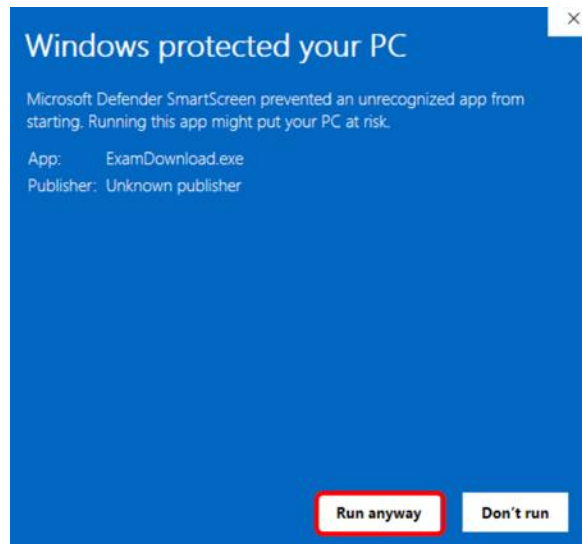 Windows protected your PC
Microsoft Defender SmartScreen prevented an unrecognized app from
starting. Running this app might put your PC at risk.
App: ExamDownload.exe
Publisher: Unknown publisher
Run anyway Don't run